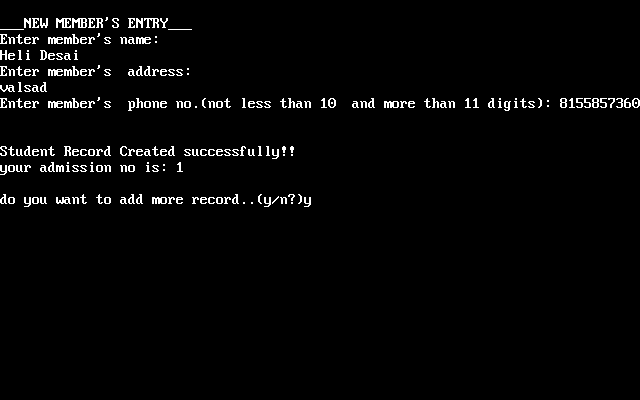 ___NEW MEMBER'S ENTRY___
Enter member's name:
Heli Desai
Enter member's  address:
valsad
Enter member's  phone no.(not less than 10  and more than 11 digits): 8155857360
Student Record Created successfully!!
your admission no is: 1
do you want to add more record..(y/n?)y